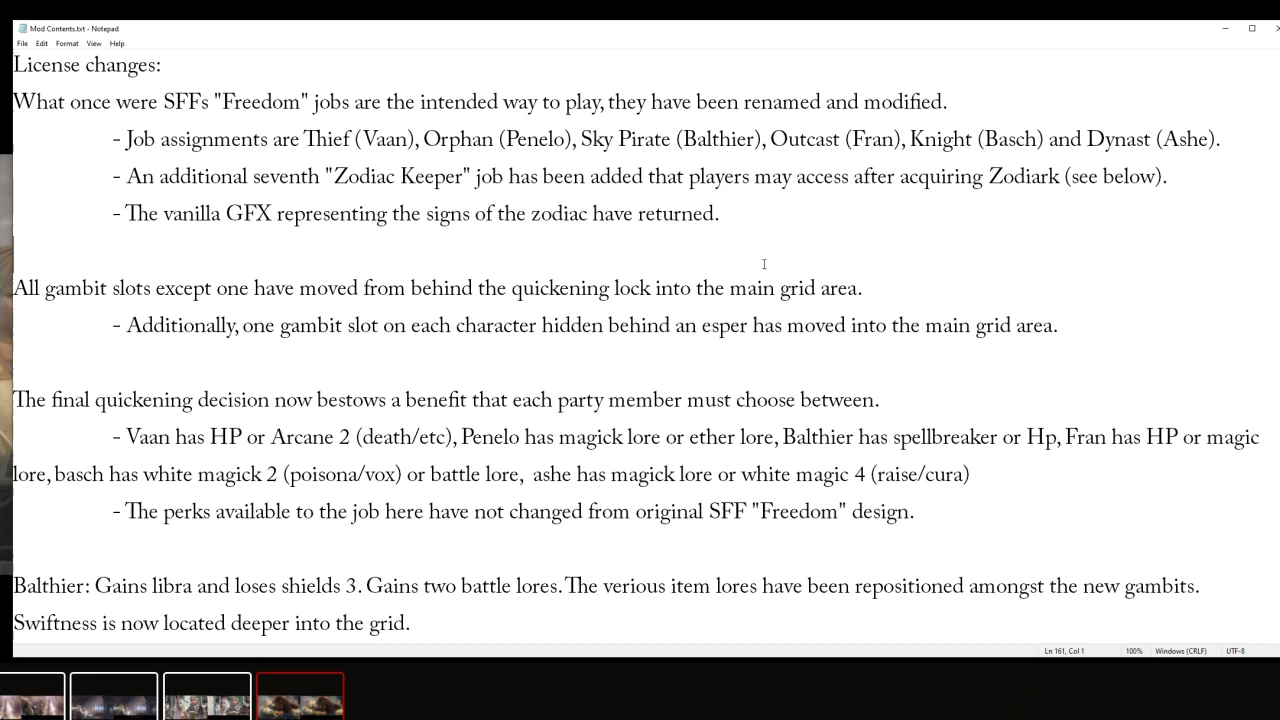 Mod Contents.txt - Notepad
File Edit Format View Help
License changes:
What once were SFFs "Freedom" jobs are the intended way to play, they have been renamed and modified.
- Job assignments are Thief (Vaan), Orphan (Penelo), Sky Pirate (Balthier), Outcast (Fran), Knight (Basch) and Dynast (Ashe).
- An additional seventh "Zodiac Keeper" job has been added that players may access after acquiring Zodiark (see below).
- The vanilla GFX representing the signs of the zodiac have returned.
All gambit slots except one have moved from behind the quickening lock into the main grid area.
- Additionally, one gambit slot on each character hidden behind an esper has moved into the main grid area.
The final quickening decision now bestows a benefit that each party member must choose between.
- Vaan has HP or Arcane 2 (death/etc), Penelo has magick lore or ether lore, Balthier has spellbreaker or Hp, Fran has HP or magic
lore, basch has white magick 2 (poisona/vox) or battle lore, ashe has magick lore or white magic 4 (raise/cura)
- The perks available to the job here have not changed from original SFF "Freedom" design.
Balthier: Gains libra and loses shields 3. Gains two battle lores. The verious item lores have been repositioned amongst the new gambits.
Swiftness is now located deeper into the grid.
Ln 161, Col 1 100% Windows (CRLF) UTF-8